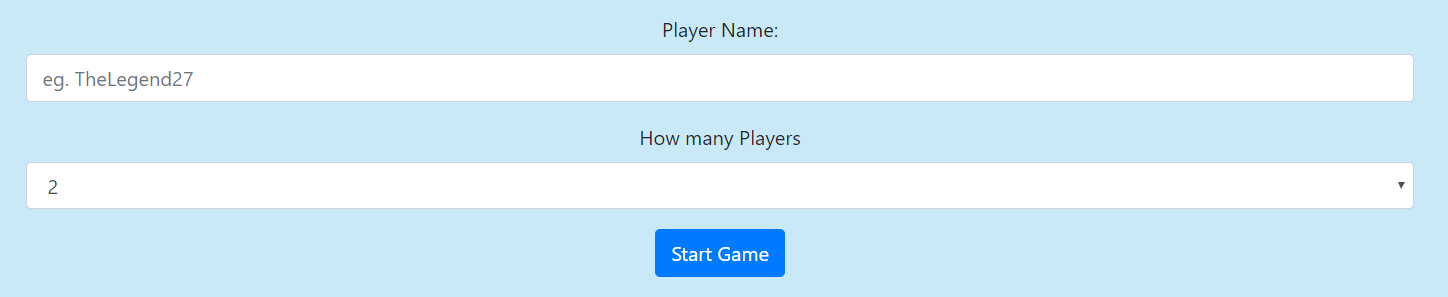 Player Name:
eg. TheLegend27
How many Players
2
Start Game